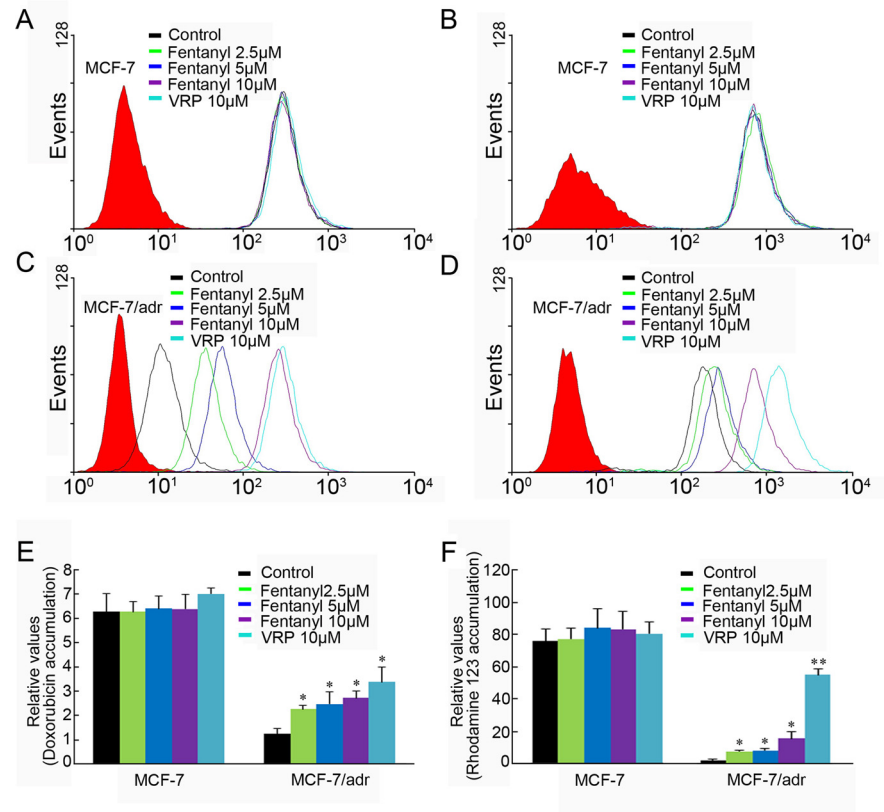 A
128
Events
MCF-7
Control
Fentanyl 2.5μM
Fentanyl 5μM
Fentanyl 10μM
VRP 10μM
10⁰ 10¹ 10² 10³ 10⁴
B
128
Events
MCF-7
Control
Fentanyl 2.5μM
Fentanyl 5μM
Fentanyl 10μM
VRP 10μM
10⁰ 10¹ 10² 10³ 10⁴
C
128
Events
MCF-7/adr
Control
Fentanyl 2.5μM
Fentanyl 5μM
Fentanyl 10μM
VRP 10μM
10⁰ 10¹ 10² 10³ 10⁴
D
128
Events
MCF-7/adr
Control
Fentanyl 2.5μM
Fentanyl 5μM
Fentanyl 10μM
VRP 10μM
10⁰ 10¹ 10² 10³ 10⁴
E
Relative values
(Doxorubicin accumulation)
8
7
6
5
4
3
2
1
0
Control
Fentanyl2.5μM
Fentanyl 5μM
Fentanyl 10μM
VRP 10μM
* * * *
MCF-7 MCF-7/adr
F
Relative values
(Rhodamine 123 accumulation)
120
100
80
60
40
20
0
Control
Fentanyl2.5μM
Fentanyl 5μM
Fentanyl 10μM
VRP 10μM
* * * **
MCF-7 MCF-7/adr